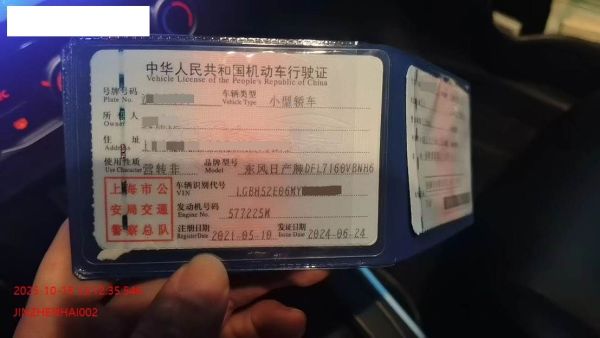 中华人民共和国机动车行驶证
Vehicle License of the People's Republic of China
号牌号码
Plate No.
车辆类型 小型轿车
Vehicle Type
所有人
Owner
住址 上
Address
使用性质 营转非
Use Character
品牌型号 东风日产牌DFL7168VBNH6
Model
上海市公
安局交通
警察总队
车辆识别代号
VIN LGBH52E06MY
发动机号码
Engine No. 577225W
注册日期 2021-05-10
Register Date
发证日期 2024-06-24
Issue Date
JINZHENHAI002